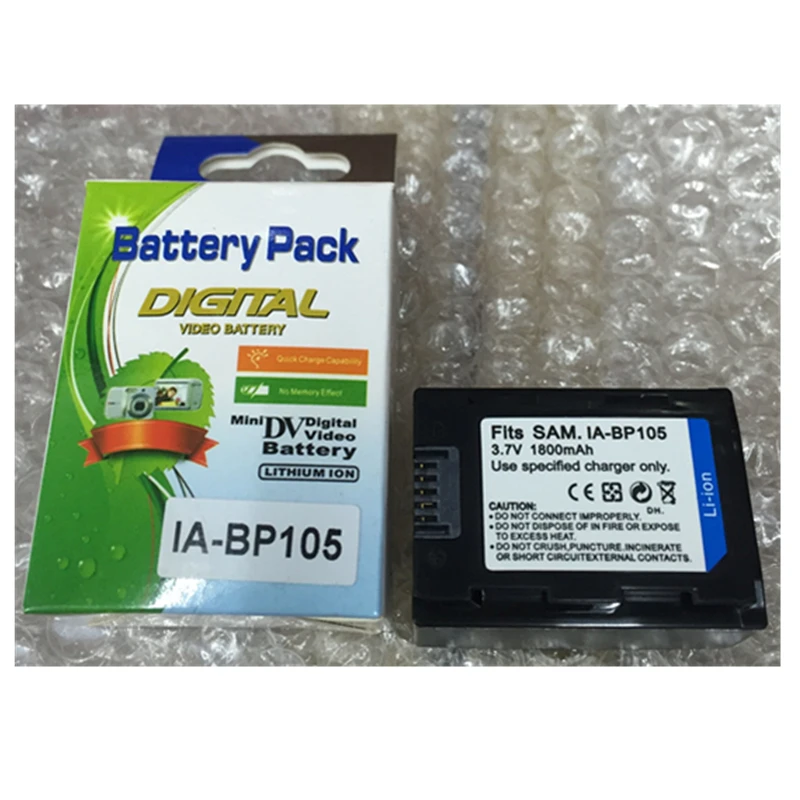 Battery Pack
DIGITAL
VIDEO BATTERY
Quick Charge Capability
No Memory Effect
Mini DV Digital Video
Battery
LITHIUM ION
IA-BP105
Fits SAM. IA-BP105
3.7V 1800mAh
Use specified charger only.
CE
DH.
CAUTION:
• DO NOT CONNECT IMPROPERLY
• DO NOT DISPOSE OF IN FIRE OR EXPOSE
TO EXCESS HEAT.
• DO NOT CRUSH,PUNCTURE, INCINERATE
OR SHORT CIRCUITEXTERNAL CONTACTS.
Li-ion